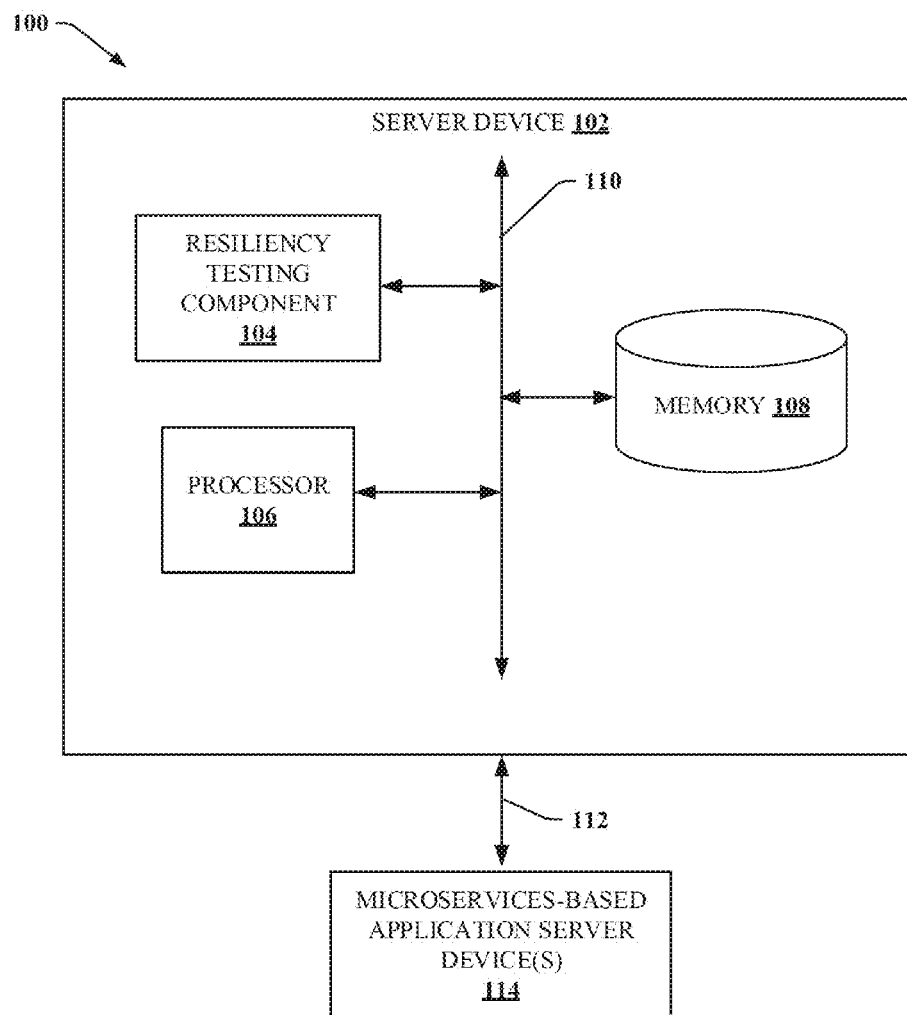 100
SERVER DEVICE 102
110
RESILIENCY
TESTING
COMPONENT
104
MEMORY 108
PROCESSOR
106
112
MICROSERVICES-BASED
APPLICATION SERVER
DEVICE(S)
114